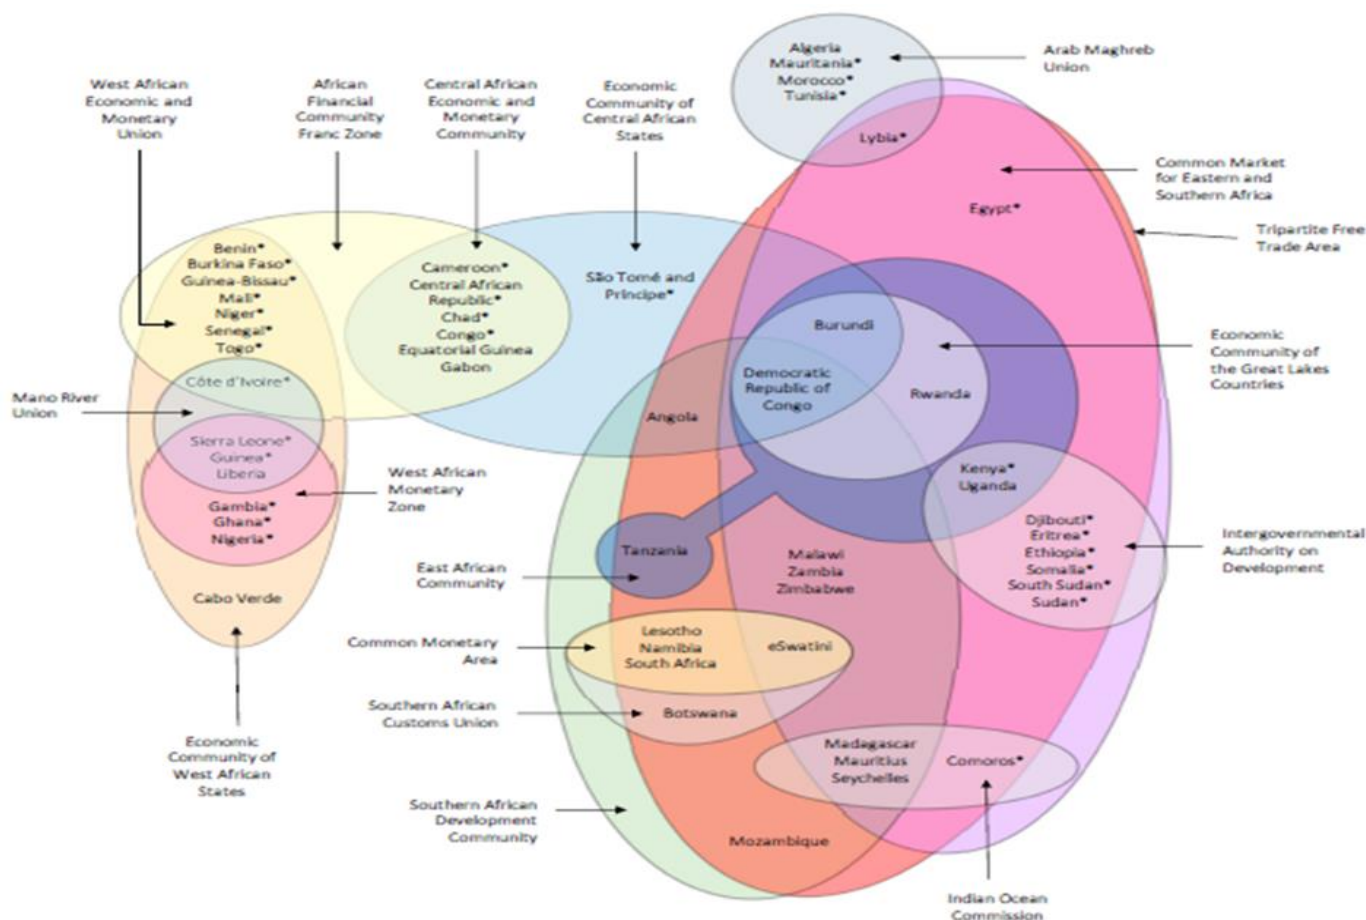 Algeria
Mauritania*
Morocco*
Tunisia*
Lybia*
Arab Maghreb
Union
West African
Economic and
Monetary
Union
African
Financial
Community
Franc Zone
Central African
Economic and
Monetary
Community
Economic
Community of
Central African
States
Common Market
for Eastern and
Southern Africa
Egypt*
Tripartite Free
Trade Area
Benin*
Burkina Faso*
Guinea-Bissau*
Mali*
Niger*
Senegal*
Togo*
Cameroon*
Central African
Republic*
Chad*
Congo*
Equatorial Guinea
Gabon
São Tomé and
Príncipe*
Burundi
Economic
Community of
the Great Lakes
Countries
Côte d'Ivoire*
Mano River
Union
Democratic
Republic of
Congo
Rwanda
Angola
Sierra Leone*
Guinea*
Liberia
West African
Monetary
Zone
Kenya*
Uganda
Gambia*
Ghana*
Nigeria*
Djibouti*
Eritrea*
Ethiopia*
Somalia*
South Sudan*
Sudan*
Intergovernmental
Authority on
Development
Tanzania
East African
Community
Malawi
Zambia
Zimbabwe
Cabo Verde
Common Monetary
Area
Lesotho
Namibia
South Africa
eSwatini
Southern African
Customs Union
Botswana
Economic
Community of
West African
States
Madagascar
Mauritius
Seychelles
Comoros*
Southern African
Development
Community
Mozambique
Indian Ocean
Commission